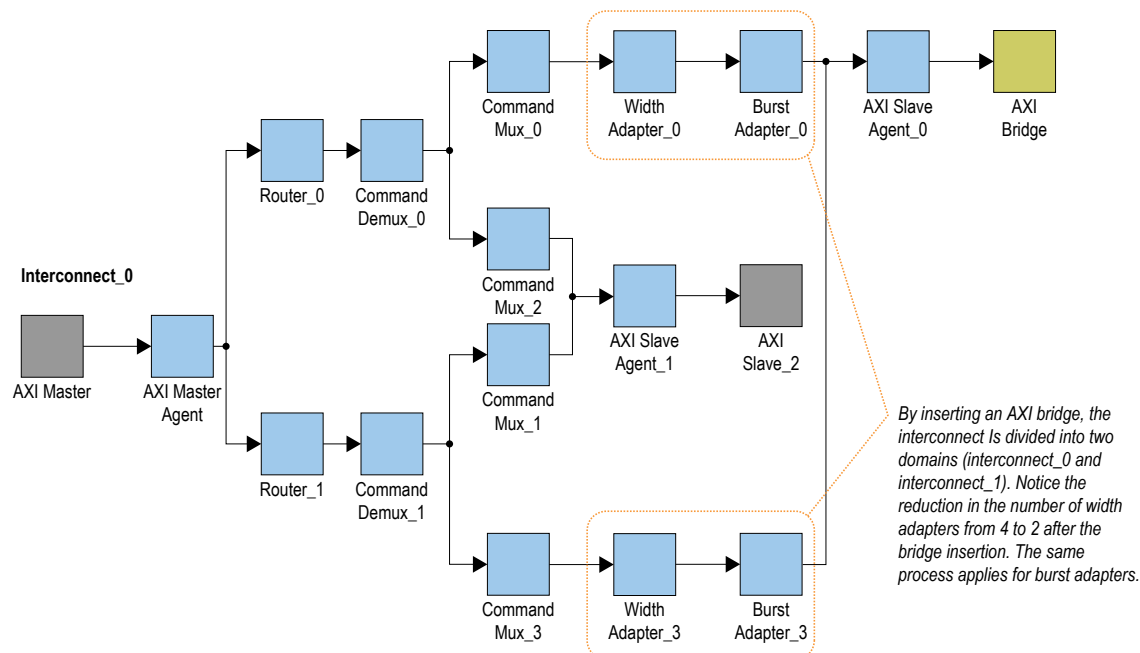 Command
Mux_0
Width
Adapter_0
Burst
Adapter_0
AXI Slave
Agent_0
AXI
Bridge
Router_0
Command
Demux_0
Command
Mux_2
Interconnect_0
AXI Master
AXI Master
Agent
AXI Slave
Agent_1
AXI
Slave_2
Command
Mux_1
Router_1
Command
Demux_1
By inserting an AXI bridge, the
interconnect Is divided into two
domains (interconnect_0 and
interconnect_1). Notice the
reduction in the number of width
adapters from 4 to 2 after the
bridge insertion. The same
process applies for burst adapters.
Command
Mux_3
Width
Adapter_3
Burst
Adapter_3